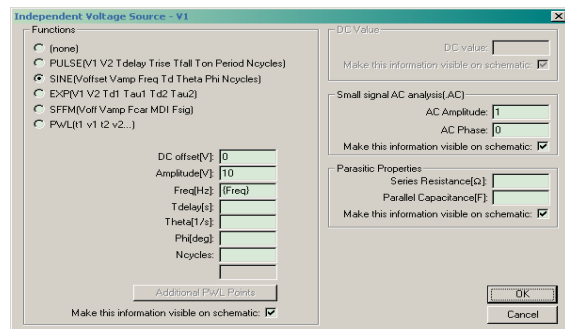 Independent Voltage Source - V1
Functions
(none)
PULSE(V1 V2 Tdelay Trise Tfall Ton Period Ncycles)
SINE(Voffset Vamp Freq Td Theta Phi Ncycles)
EXP(V1 V2 Td1 Tau1 Td2 Tau2)
SFFM(Voff Vamp Fcar MDI Fsig)
PWL(t1 v1 t2 v2...)
DC offset[V]: 0
Amplitude[V]: 10
Freq[Hz]: {Freq}
Tdelay[s]:
Theta[1/s]:
Phi[deg]:
Ncycles:
Additional PWL Points
Make this information visible on schematic:
DC Value
DC value:
Make this information visible on schematic:
Small signal AC analysis(.AC)
AC Amplitude: 1
AC Phase: 0
Make this information visible on schematic:
Parasitic Properties
Series Resistance[Ω]:
Parallel Capacitance[F]:
Make this information visible on schematic:
OK
Cancel